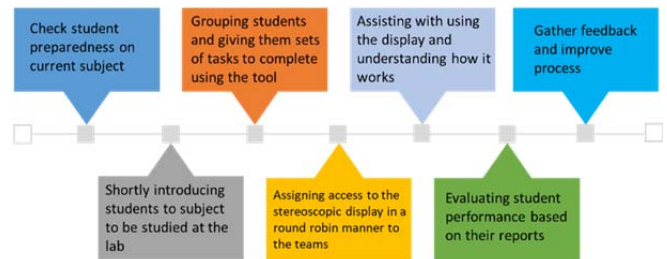 Check student
preparedness on
current subject
Shortly introducing
students to subject
to be studied at the
lab
Grouping students
and giving them sets
of tasks to complete
using the tool
Assigning access to the
stereoscopic display in a
round robin manner to
the teams
Assisting with using
the display and
understanding how it
works
Evaluating student
performance based
on their reports
Gather feedback
and improve
process